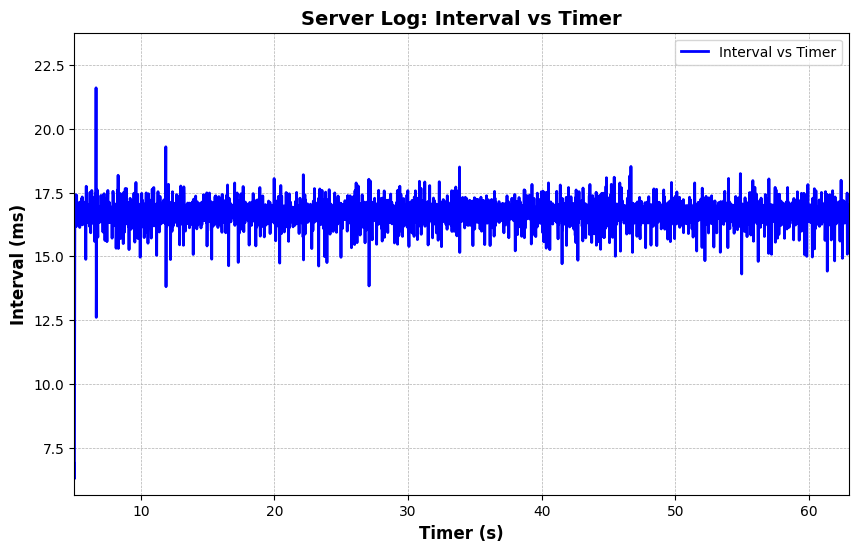 Server Log: Interval vs Timer
Interval vs Timer
22.5
20.0
17.5
15.0
12.5
10.0
7.5
Interval (ms)
10 20 30 40 50 60
Timer (s)